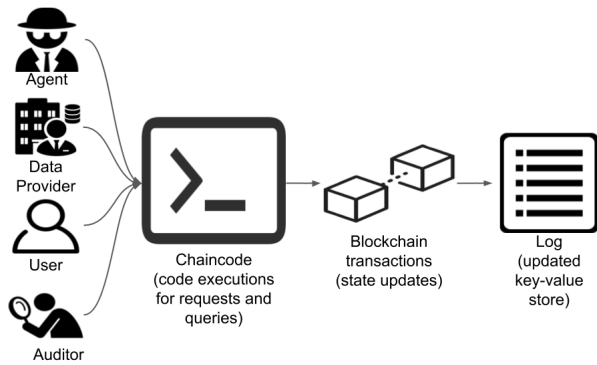 Agent
Data
Provider
User
Auditor
Chaincode
(code executions
for requests and
queries)
Blockchain
transactions
(state updates)
Log
(updated
key-value
store)